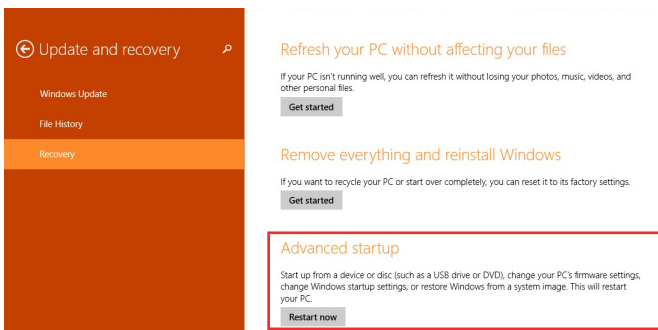 Update and recovery
Windows Update
File History
Recovery
Refresh your PC without affecting your files
If your PC isn't running well, you can refresh it without losing your photos, music, videos, and
other personal files.
Get started
Remove everything and reinstall Windows
If you want to recycle your PC or start over completely, you can reset it to its factory settings.
Get started
Advanced startup
Start up from a device or disc (such as a USB drive or DVD), change your PC's firmware settings,
change Windows startup settings, or restore Windows from a system image. This will restart
your PC.
Restart now